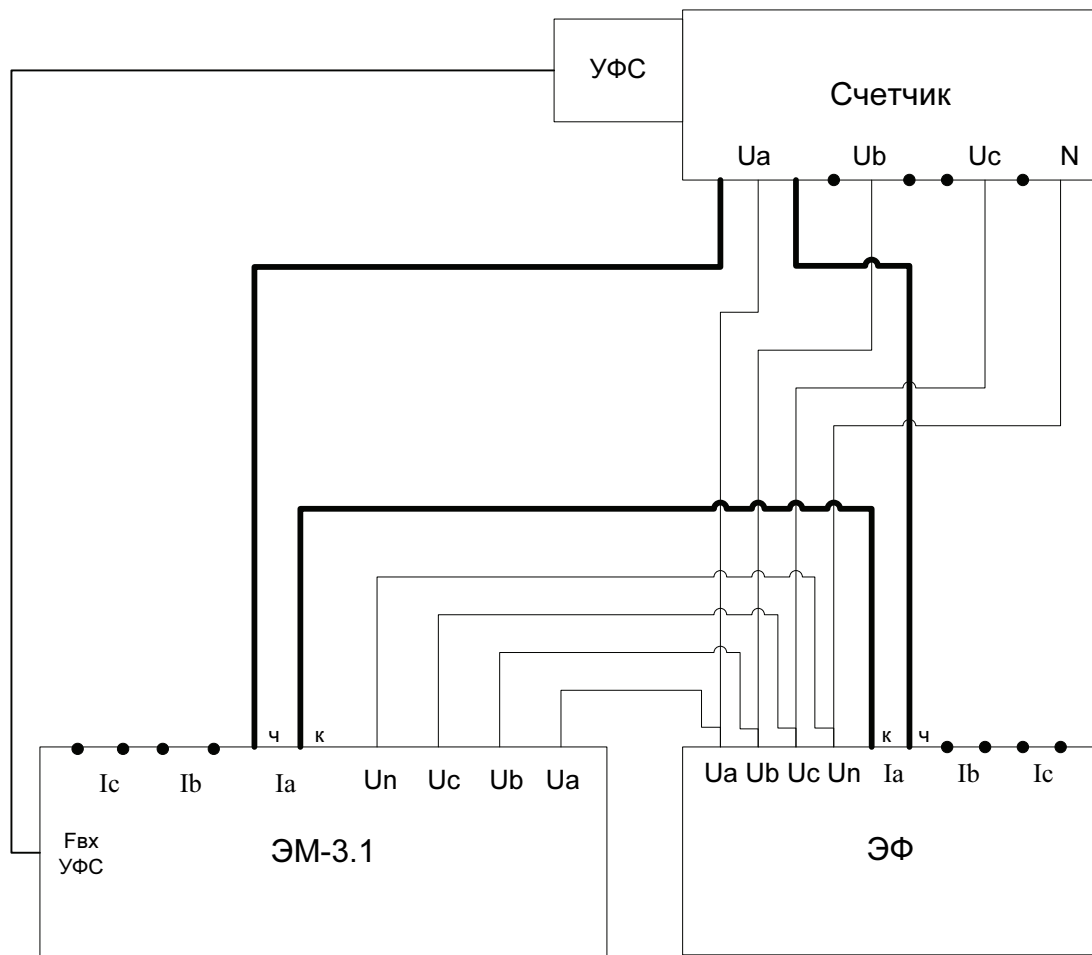 УФС
Счетчик
Ua Ub Uc N
ч к
Ic Ib Ia Un Uc Ub Ua
Fвх
УФС
ЭМ-3.1
к ч
Ua Ub Uc Un Ia Ib Ic
ЭФ